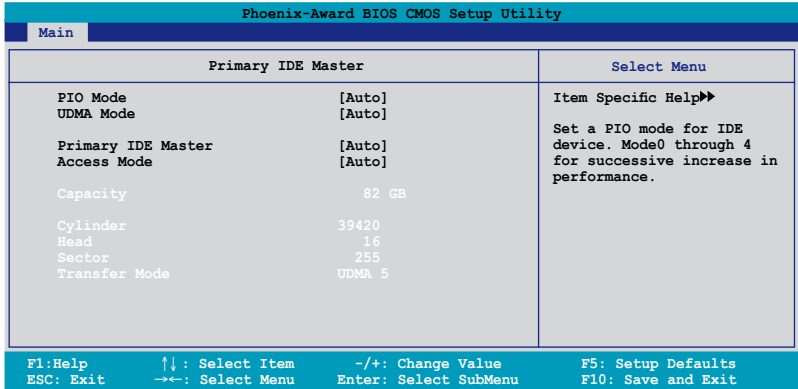 Phoenix-Award BIOS CMOS Setup Utility
Main
Primary IDE Master
Select Menu
PIO Mode [Auto]
UDMA Mode [Auto]
Primary IDE Master [Auto]
Access Mode [Auto]
Capacity 82 GB
Cylinder 39420
Head 16
Sector 255
Transfer Mode UDMA 5
Item Specific Help▶▶
Set a PIO mode for IDE
device. Mode0 through 4
for successive increase in
performance.
F1:Help ↑↓: Select Item -/+: Change Value F5: Setup Defaults
ESC: Exit →←: Select Menu Enter: Select SubMenu F10: Save and Exit